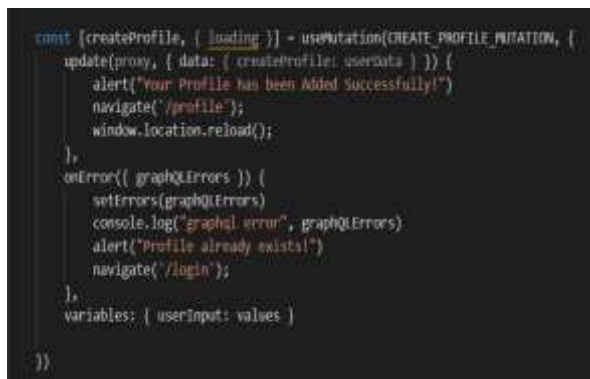 const [createProfile, { loading }] = useMutation(CREATE_PROFILE_MUTATION, {
update(proxy, { data: { createProfile: userData } }) {
alert("Your Profile has been Added Successfully!")
navigate('/profile');
window.location.reload();
},
onError({ graphQLErrors }) {
setErrors(graphQLErrors)
console.log("graphql error", graphQLErrors)
alert("Profile already exists!")
navigate('/login');
},
variables: { userInput: values }
})